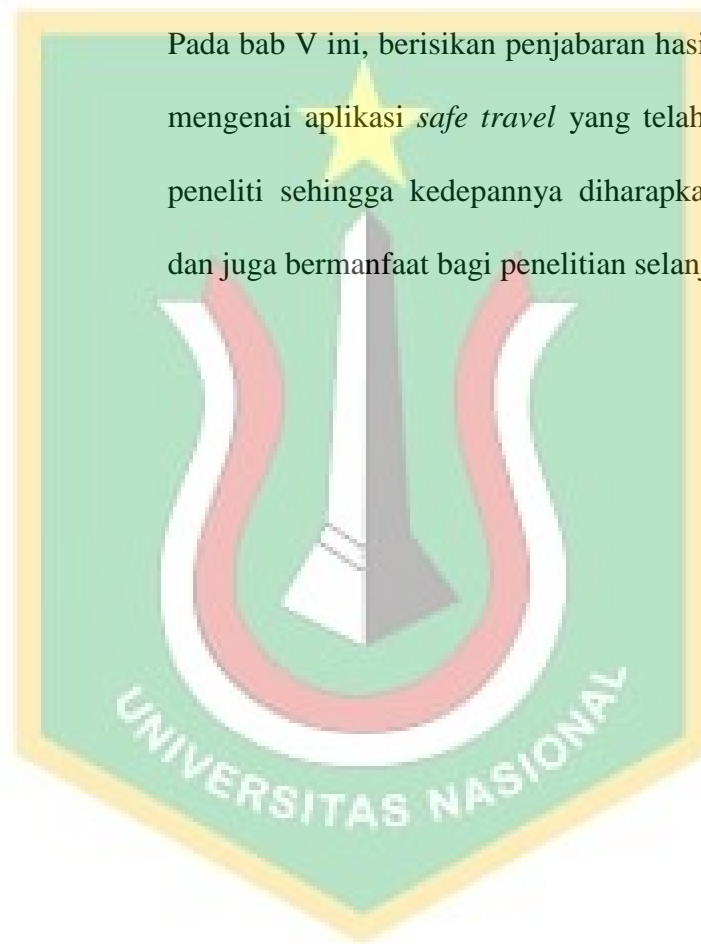 Pada bab V ini, berisikan penjabaran hasi
mengenai aplikasi safe travel yang telah
peneliti sehingga kedepannya diharapka
dan juga bermanfaat bagi penelitian selanj
UNIVERSITAS NASIONAL